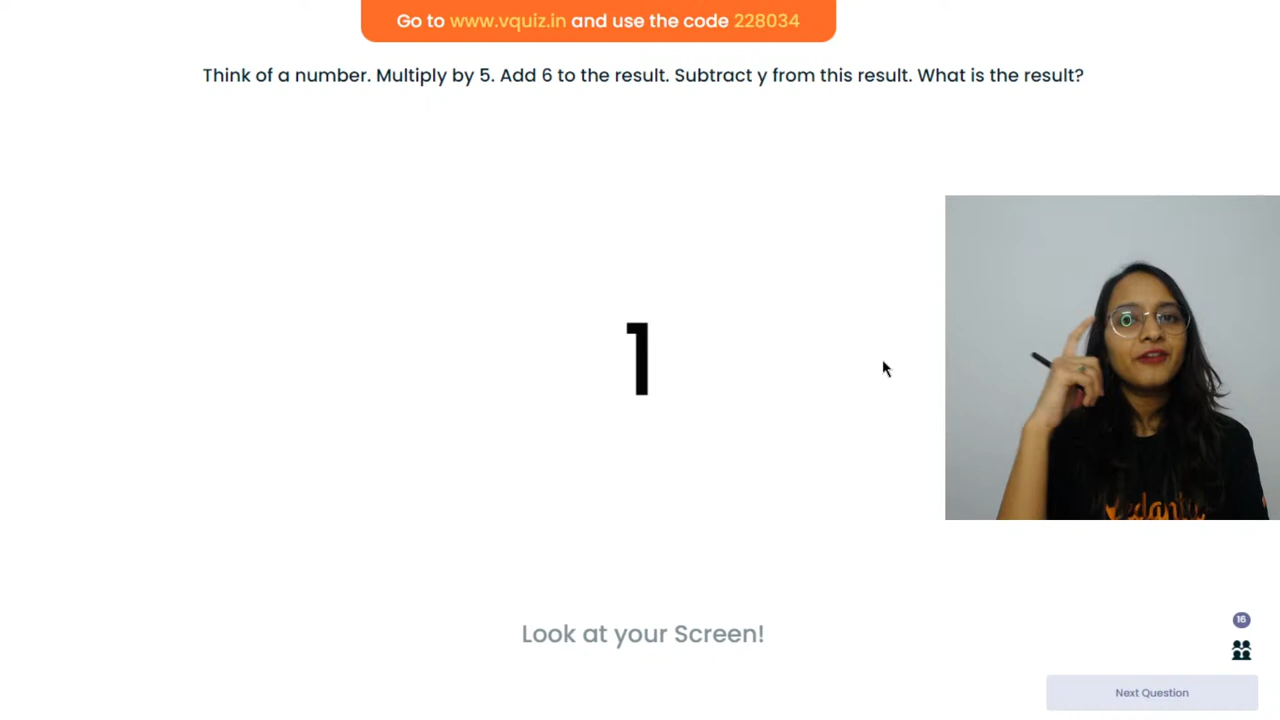 Go to www.vquiz.in and use the code 228034
Think of a number. Multiply by 5. Add 6 to the result. Subtract y from this result. What is the result?
1
Look at your Screen!
16
Next Question